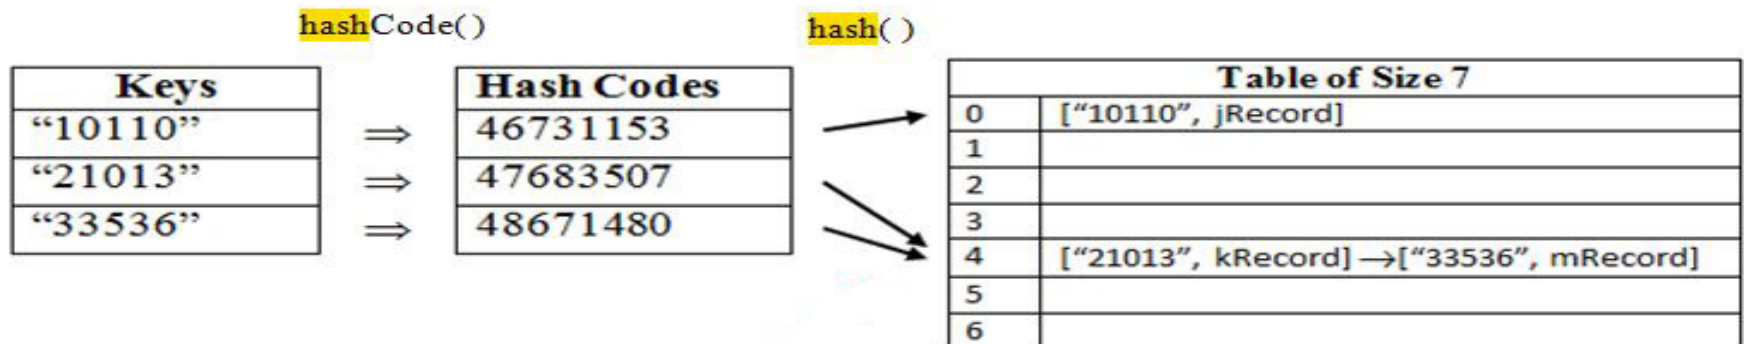 hashCode()
hash( )
Keys
"10110"
"21013"
"33536"
⇒
⇒
⇒
Hash Codes
46731153
47683507
48671480
Table of Size 7
0 ["10110", jRecord]
1
2
3
4 ["21013", kRecord]→["33536", mRecord]
5
6